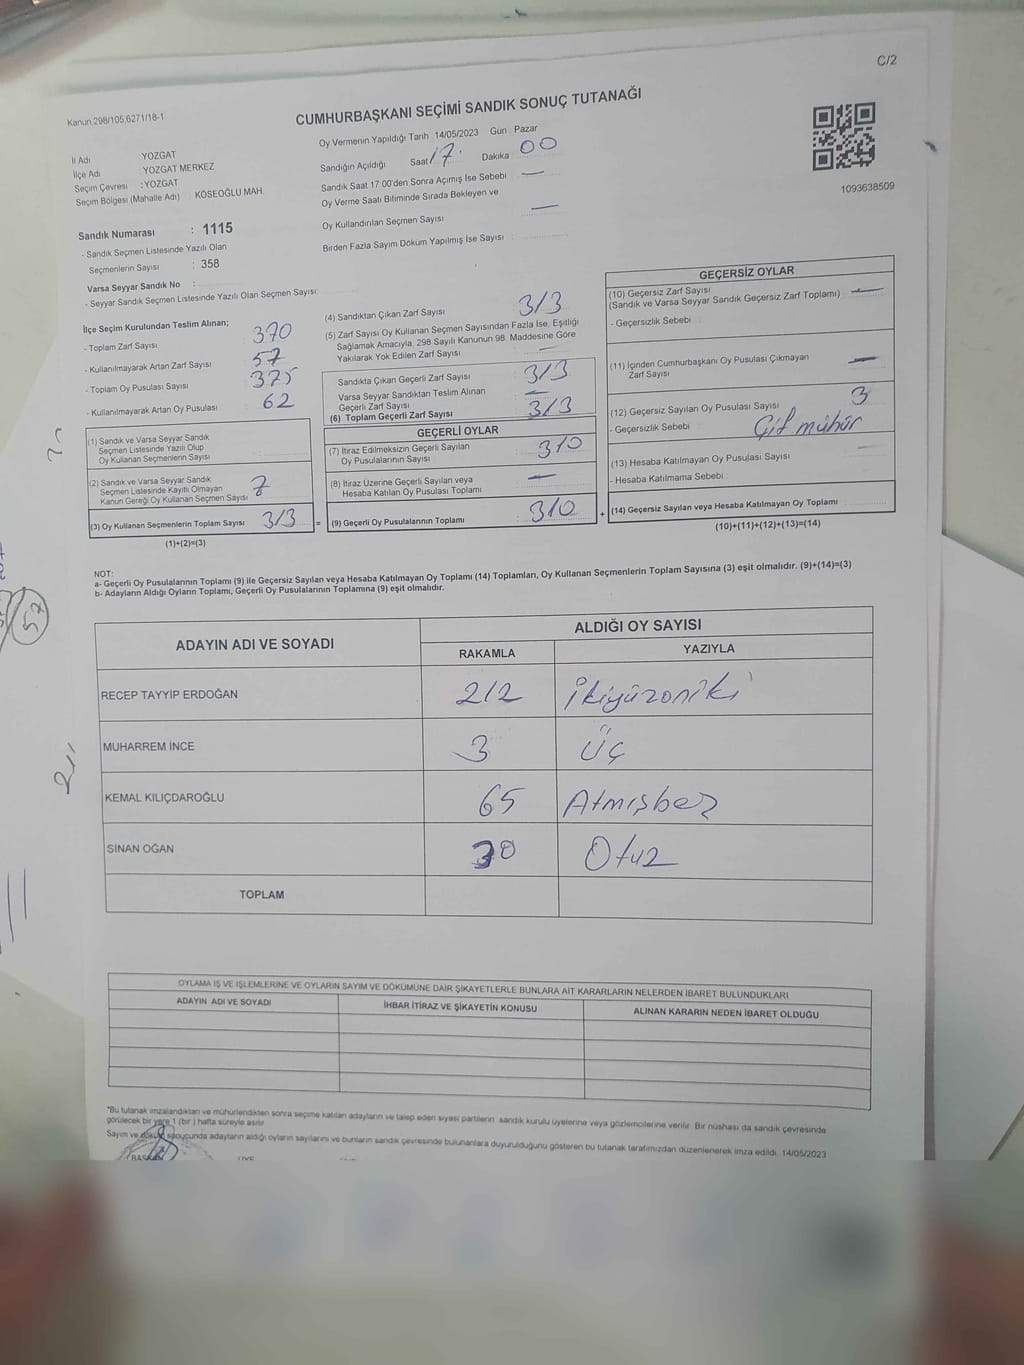 C/2
Kanun:298/105,6271/18-1
CUMHURBAŞKANI SEÇİMİ SANDIK SONUÇ TUTANAĞI
Oy Vermenin Yapıldığı Tarih 14/05/2023 Gün : Pazar
İl Adı YOZGAT
İlçe Adı YOZGAT MERKEZ
Seçim Çevresi : YOZGAT
Seçim Bölgesi (Mahalle Adı) KÖSEOĞLU MAH.
Sandığın Açıldığı Saat 17 Dakika 00
Sandık Saat 17:00'den Sonra Açımış İse Sebebi —
Oy Verme Saati Bitiminde Sırada Bekleyen ve
Oy Kullandırılan Seçmen Sayısı —
Birden Fazla Sayım Döküm Yapılmış İse Sayısı
1093638509
Sandık Numarası : 1115
- Sandık Seçmen Listesinde Yazılı Olan
Seçmenlerin Sayısı : 358
Varsa Seyyar Sandık No :
- Seyyar Sandık Seçmen Listesinde Yazılı Olan Seçmen Sayısı:
İlçe Seçim Kurulundan Teslim Alınan;
- Toplam Zarf Sayısı 370
- Kullanılmayarak Artan Zarf Sayısı 57
- Toplam Oy Pusulası Sayısı 375
- Kullanılmayarak Artan Oy Pusulası 62
(1) Sandık ve Varsa Seyyar Sandık
Seçmen Listesinde Yazılı Olup
Oy Kullanan Seçmenlerin Sayısı
(2) Sandık ve Varsa Seyyar Sandık
Seçmen Listesinde Kayıtlı Olmayan
Kanun Gereği Oy Kullanan Seçmen Sayısı 7
(3) Oy Kullanan Seçmenlerin Toplam Sayısı 313 =
(1)+(2)=(3)
(4) Sandıktan Çıkan Zarf Sayısı 313
(5) Zarf Sayısı Oy Kullanan Seçmen Sayısından Fazla İse, Eşitliği
Sağlamak Amacıyla, 298 Sayılı Kanunun 98. Maddesine Göre
Yakılarak Yok Edilen Zarf Sayısı —
Sandıkta Çıkan Geçerli Zarf Sayısı 313
Varsa Seyyar Sandıktan Teslim Alınan
Geçerli Zarf Sayısı —
(6) Toplam Geçerli Zarf Sayısı 313
GEÇERLİ OYLAR
(7) İtiraz Edilmeksizin Geçerli Sayılan
Oy Pusulalarının Sayısı 310
(8) İtiraz Üzerine Geçerli Sayılan veya
Hesaba Katılan Oy Pusulası Toplamı —
(9) Geçerli Oy Pusulalarının Toplamı 310 +
GEÇERSİZ OYLAR
(10) Geçersiz Zarf Sayısı
(Sandık ve Varsa Seyyar Sandık Geçersiz Zarf Toplamı) —
- Geçersizlik Sebebi
(11) İçinden Cumhurbaşkanı Oy Pusulası Çıkmayan
Zarf Sayısı —
(12) Geçersiz Sayılan Oy Pusulası Sayısı 3
- Geçersizlik Sebebi Çift mühür
(13) Hesaba Katılmayan Oy Pusulası Sayısı —
- Hesaba Katılmama Sebebi
(14) Geçersiz Sayılan veya Hesaba Katılmayan Oy Toplamı
(10)+(11)+(12)+(13)=(14)
NOT:
a- Geçerli Oy Pusulalarının Toplamı (9) ile Geçersiz Sayılan veya Hesaba Katılmayan Oy Toplamı (14) Toplamları, Oy Kullanan Seçmenlerin Toplam Sayısına (3) eşit olmalıdır. (9)+(14)=(3)
b- Adayların Aldığı Oyların Toplamı, Geçerli Oy Pusulalarının Toplamına (9) eşit olmalıdır.
57
ADAYIN ADI VE SOYADI
ALDIĞI OY SAYISI
RAKAMLA YAZIYLA
RECEP TAYYİP ERDOĞAN 212 İkiyüzoniki
MUHARREM İNCE 3 Üç
KEMAL KILIÇDAROĞLU 65 Atmışbeş
SİNAN OĞAN 30 Otuz
TOPLAM
OYLAMA İŞ VE İŞLEMLERİNE VE OYLARIN SAYIM VE DÖKÜMÜNE DAİR ŞİKAYETLERLE BUNLARA AİT KARARLARIN NELERDEN İBARET BULUNDUKLARI
ADAYIN ADI VE SOYADI İHBAR İTİRAZ VE ŞİKAYETİN KONUSU ALINAN KARARIN NEDEN İBARET OLDUĞU
*Bu tutanak imzalandıktan ve mühürlendikten sonra seçime katılan adayların ve talep eden siyasi partilerin sandık kurulu üyelerine veya gözlemcilerine verilir. Bir nüshası da sandık çevresinde
görülecek bir yere 1 (bir ) hafta süreyle asılır
Sayım ve döküm sonucunda adayların aldığı oyların sayılarını ve bunların sandık çevresinde bulunanlara duyurulduğunu gösteren bu tutanak tarafımızdan düzenlenerek imza edildi. 14/05/2023
BAŞKAN ÜYE